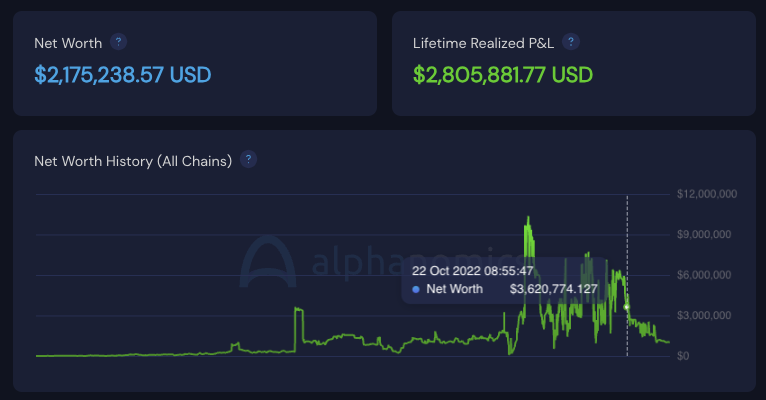 Net Worth ?
$2,175,238.57 USD
Lifetime Realized P&L ?
$2,805,881.77 USD
Net Worth History (All Chains) ?
$12,000,000
$9,000,000
22 Oct 2022 08:55:47
$6,000,000
Net Worth $3,620,774.127
$3,000,000
$0